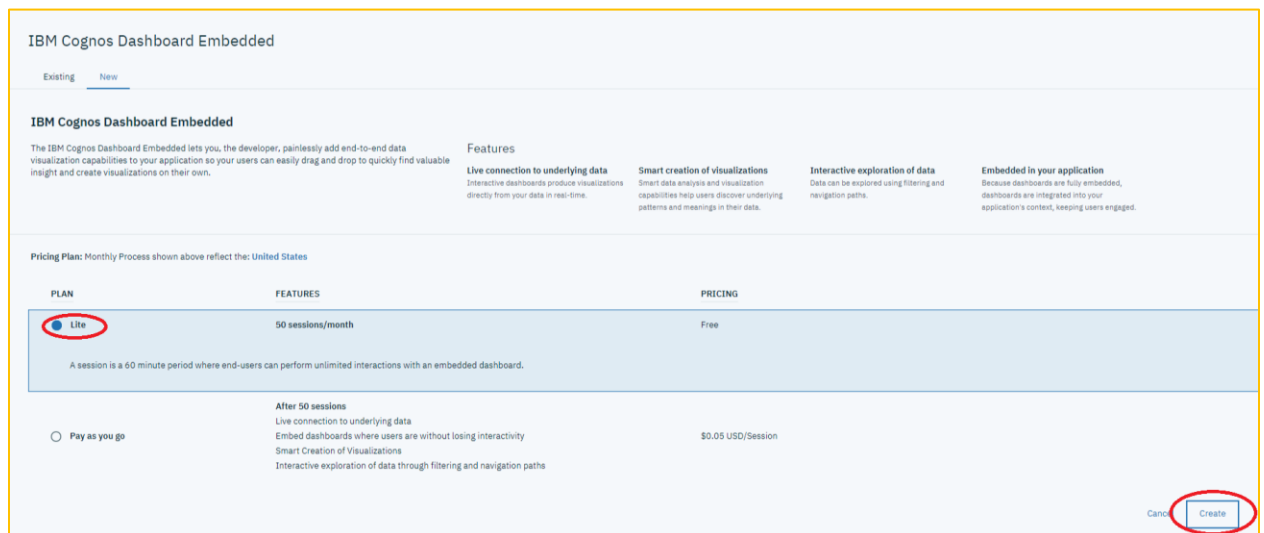 IBM Cognos Dashboard Embedded
Existing New
IBM Cognos Dashboard Embedded
The IBM Cognos Dashboard Embedded lets you, the developer, painlessly add end-to-end data
visualization capabilities to your application so your users can easily drag and drop to quickly find valuable
insight and create visualizations on their own.
Features
Live connection to underlying data
Interactive dashboards produce visualizations
directly from your data in real-time.
Smart creation of visualizations
Smart data analysis and visualization
capabilities help users discover underlying
patterns and meanings in their data.
Interactive exploration of data
Data can be explored using filtering and
navigation paths.
Embedded in your application
Because dashboards are fully embedded,
dashboards are integrated into your
application's context, keeping users engaged.
Pricing Plan: Monthly Process shown above reflect the: United States
PLAN FEATURES PRICING
Lite 50 sessions/month Free
A session is a 60 minute period where end-users can perform unlimited interactions with an embedded dashboard.
After 50 sessions
Live connection to underlying data
Pay as you go Embed dashboards where users are without losing interactivity $0.05 USD/Session
Smart Creation of Visualizations
Interactive exploration of data through filtering and navigation paths
Cancel Create